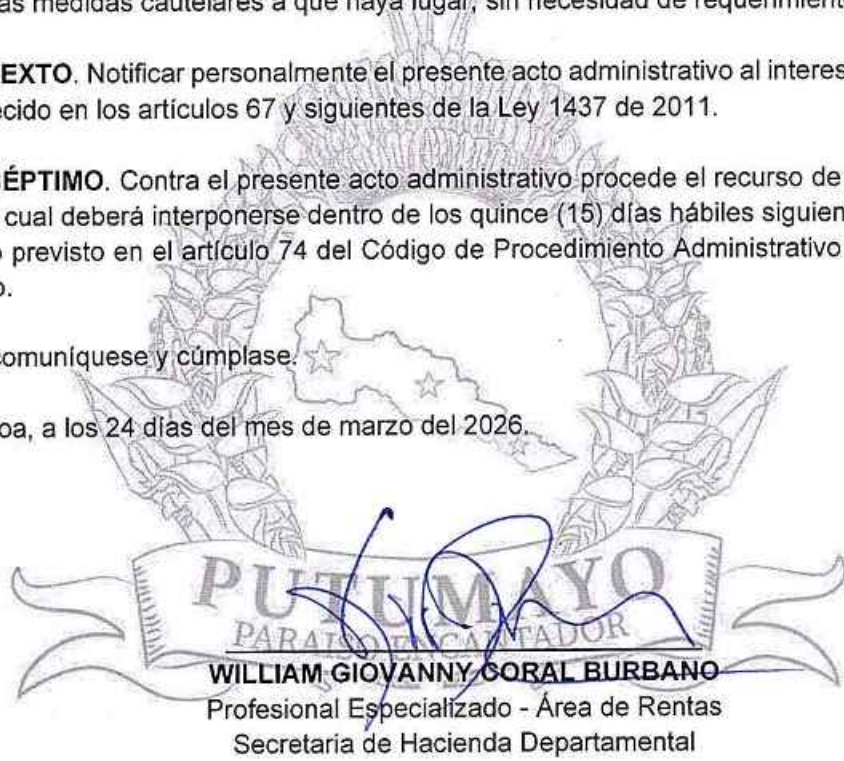 as medidas cautelares a que haya lugar, sin necesidad de requerimient
EXTO. Notificar personalmente el presente acto administrativo al interes
ecido en los artículos 67 y siguientes de la Ley 1437 de 2011.
ÉPTIMO. Contra el presente acto administrativo procede el recurso de
cual deberá interponerse dentro de los quince (15) días hábiles siguien
previsto en el artículo 74 del Código de Procedimiento Administrativo
o.
comuníquese y cúmplase.
oa, a los 24 días del mes de marzo del 2026.
PUTUMAYO
PARAISO ENCANTADOR
WILLIAM GIOVANNY CORAL BURBANO
Profesional Especializado - Área de Rentas
Secretaria de Hacienda Departamental